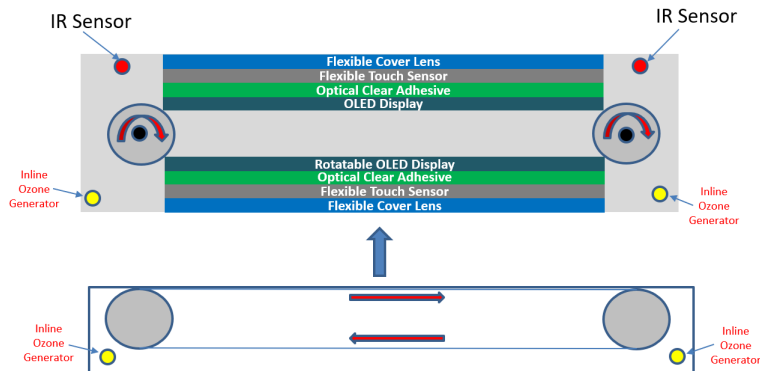 IR Sensor
IR Sensor
Flexible Cover Lens
Flexible Touch Sensor
Optical Clear Adhesive
OLED Display
Rotatable OLED Display
Optical Clear Adhesive
Flexible Touch Sensor
Flexible Cover Lens
Inline
Ozone
Generator
Inline
Ozone
Generator
Inline
Ozone
Generator
Inline
Ozone
Generator